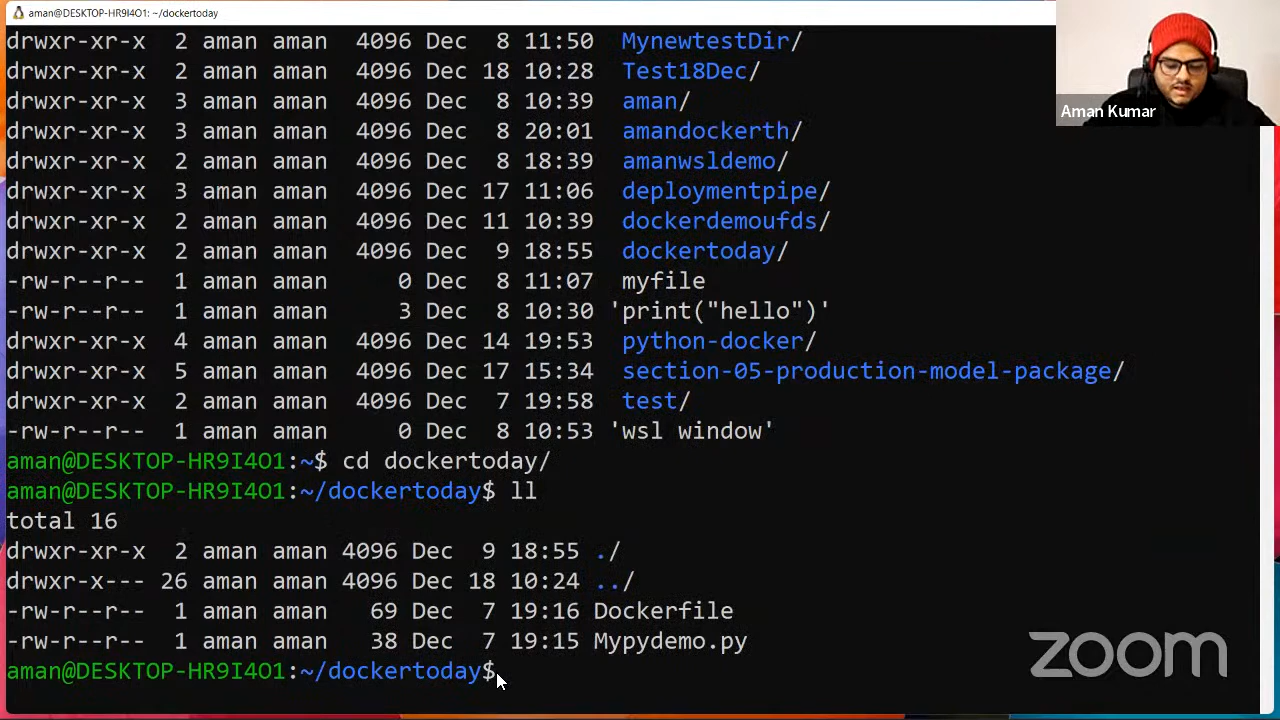 aman@DESKTOP-HR9I4O1: ~/dockertoday
drwxr-xr-x  2 aman aman  4096 Dec  8 11:50  MynewtestDir/
drwxr-xr-x  2 aman aman  4096 Dec 18 10:28  Test18Dec/
drwxr-xr-x  3 aman aman  4096 Dec  8 10:39  aman/
drwxr-xr-x  3 aman aman  4096 Dec  8 20:01  amandockerth/
drwxr-xr-x  2 aman aman  4096 Dec  8 18:39  amanwsldemo/
drwxr-xr-x  3 aman aman  4096 Dec 17 11:06  deploymentpipe/
drwxr-xr-x  2 aman aman  4096 Dec 11 10:39  dockerdemoufds/
drwxr-xr-x  2 aman aman  4096 Dec  9 18:55  dockertoday/
-rw-r--r--  1 aman aman     0 Dec  8 11:07  myfile
-rw-r--r--  1 aman aman     3 Dec  8 10:30 'print("hello")'
drwxr-xr-x  4 aman aman  4096 Dec 14 19:53  python-docker/
drwxr-xr-x  5 aman aman  4096 Dec 17 15:34  section-05-production-model-package/
drwxr-xr-x  2 aman aman  4096 Dec  7 19:58  test/
-rw-r--r--  1 aman aman     0 Dec  8 10:53 'wsl window'
aman@DESKTOP-HR9I4O1:~$ cd dockertoday/
aman@DESKTOP-HR9I4O1:~/dockertoday$ ll
total 16
drwxr-xr-x  2 aman aman 4096 Dec  9 18:55 ./
drwxr-x--- 26 aman aman 4096 Dec 18 10:24 ../
-rw-r--r--  1 aman aman   69 Dec  7 19:16 Dockerfile
-rw-r--r--  1 aman aman   38 Dec  7 19:15 Mypydemo.py
aman@DESKTOP-HR9I4O1:~/dockertoday$
Aman Kumar
zoom